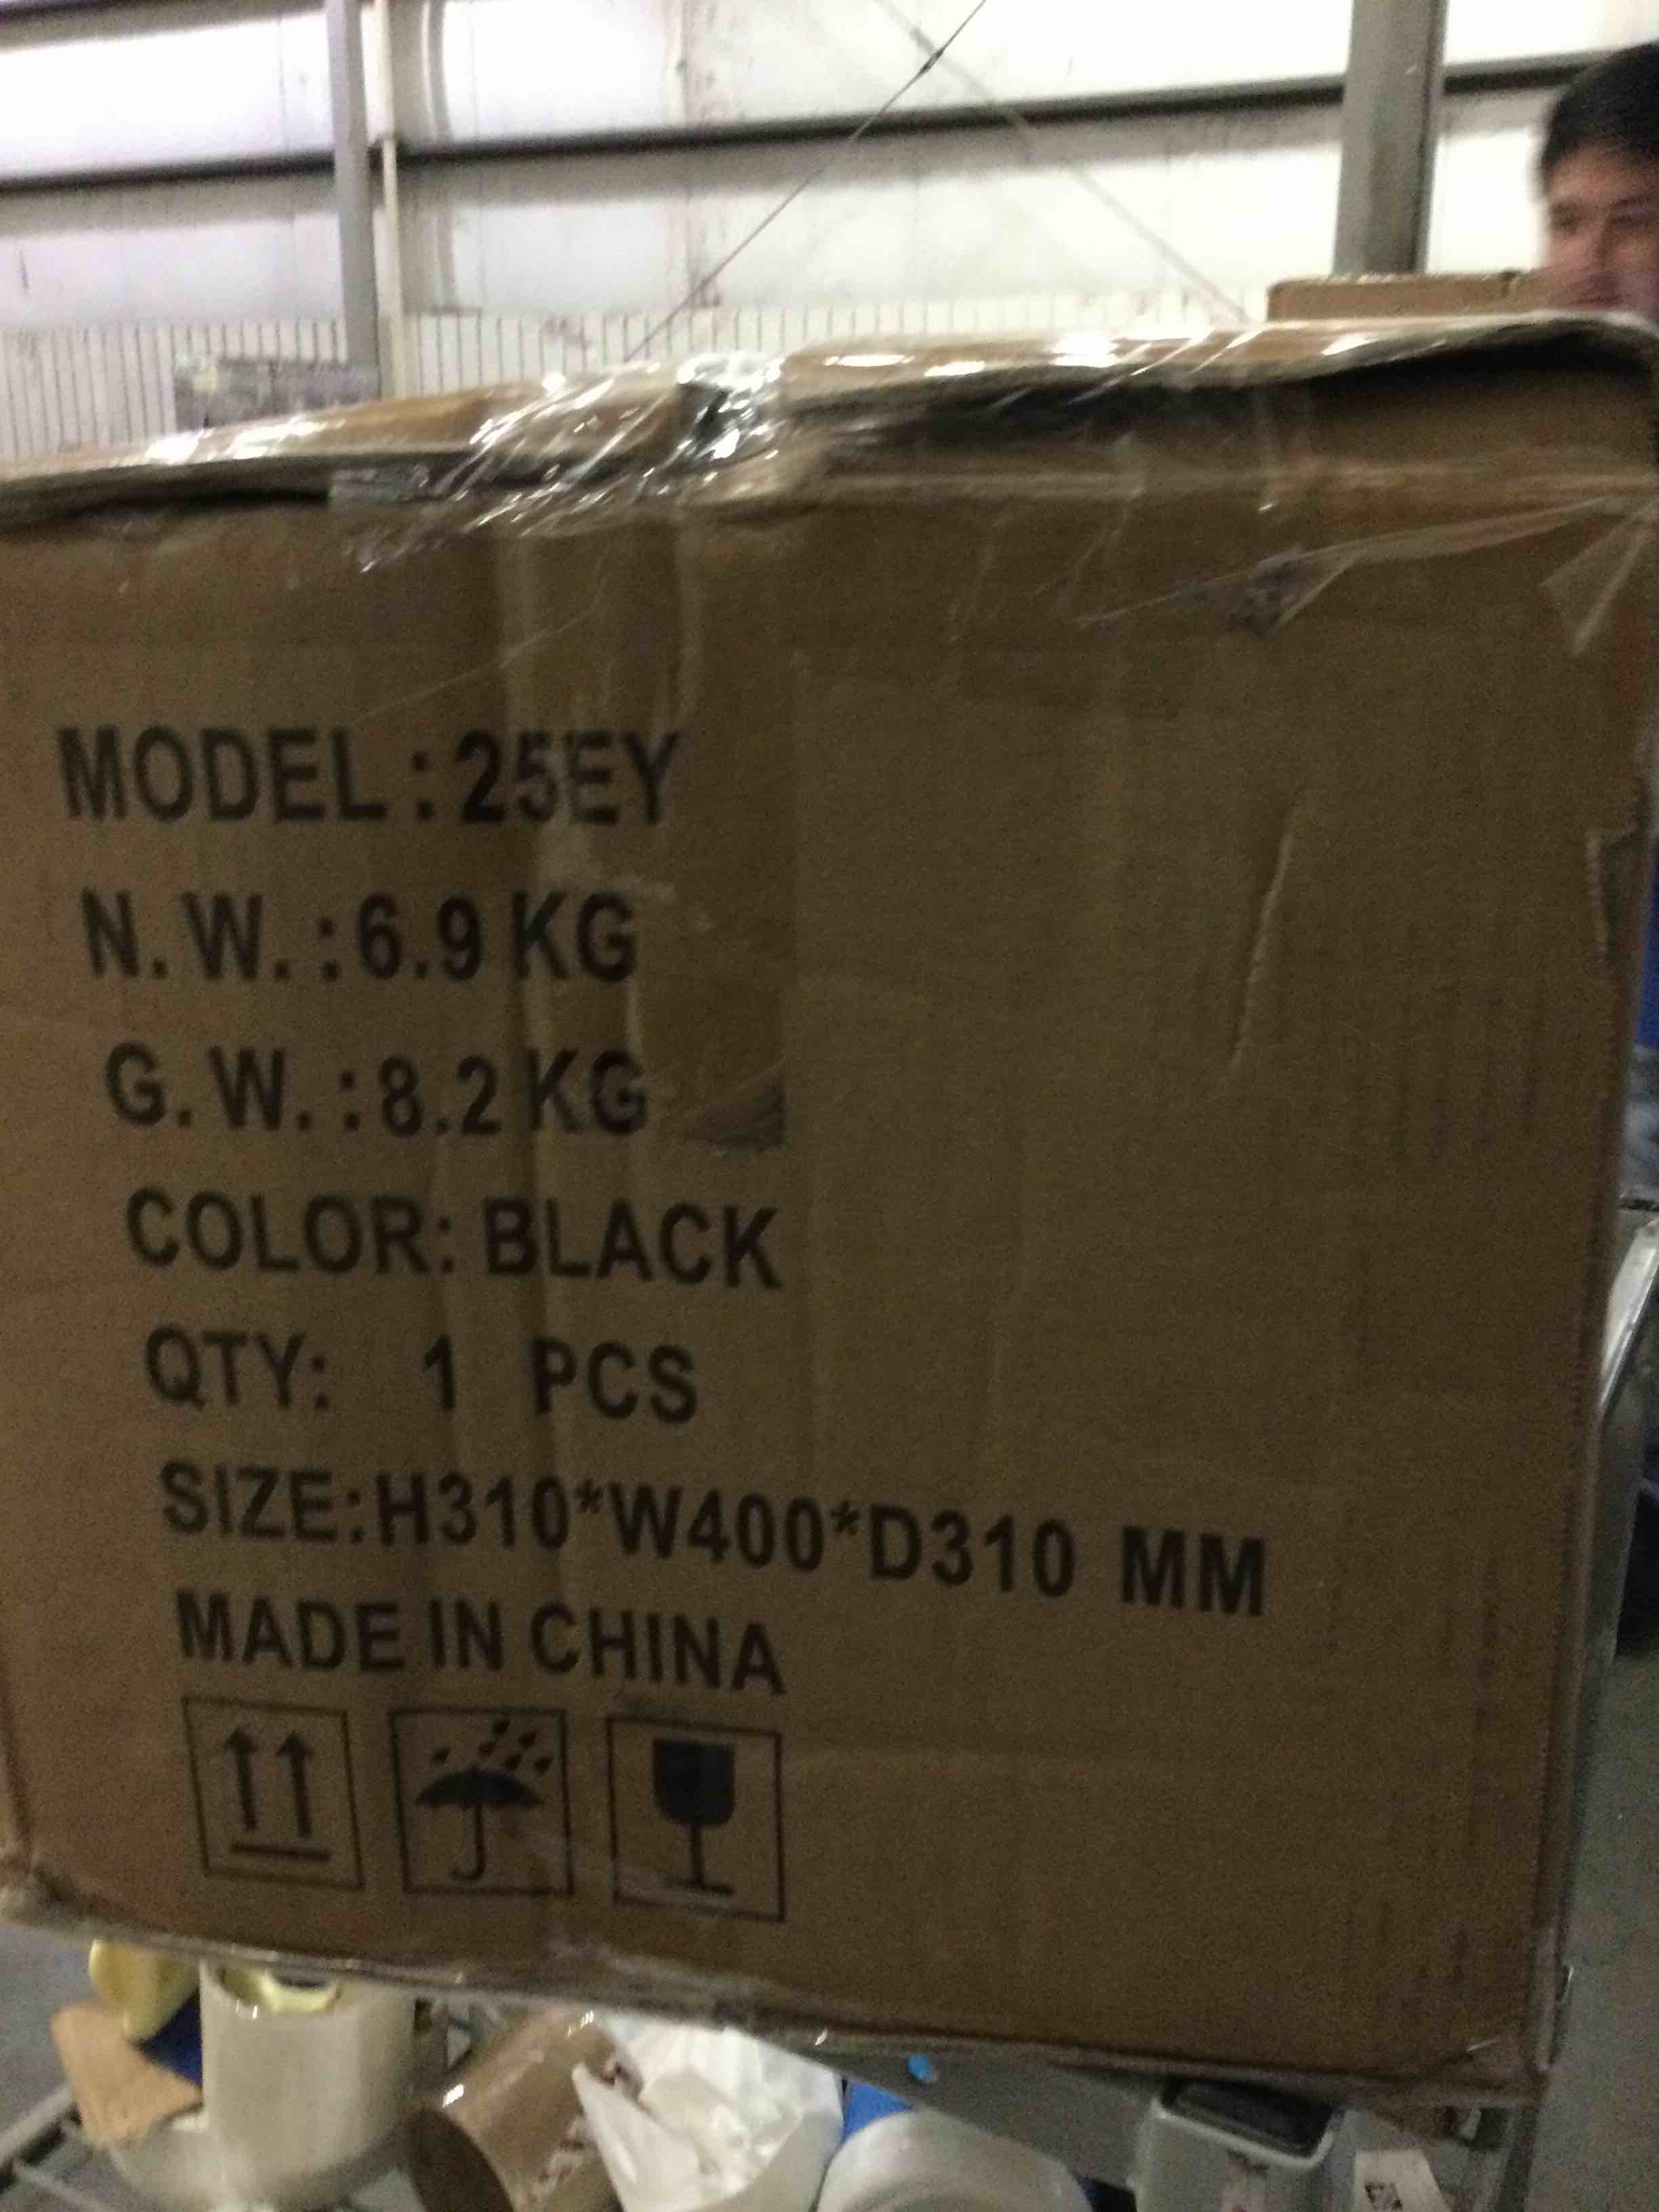 MODEL:25EY
N.W.:6.9 KG
G.W.:8.2 KG
COLOR: BLACK
QTY: 1 PCS
SIZE:H310*W400*D310 MM
MADE IN CHINA